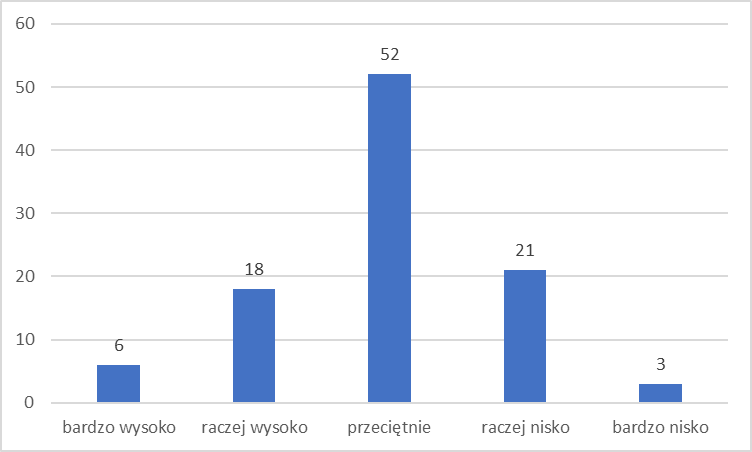 60
50
40
30
20
10
0
6
18
52
21
3
bardzo wysoko
raczej wysoko
przeciętnie
raczej nisko
bardzo nisko